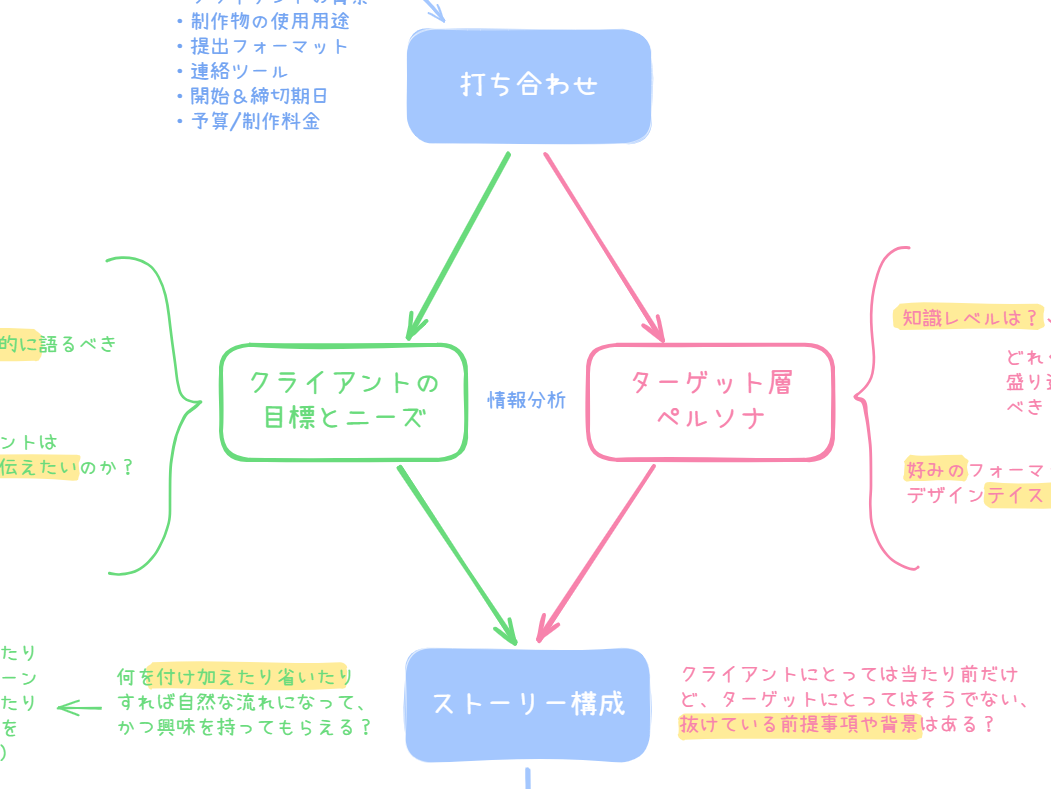 ・制作物の使用用途
・提出フォーマット
・連絡ツール
・開始＆締切期日
・予算/制作料金
打ち合わせ
的に語るべき
ントは
伝えたいのか？
クライアントの
目標とニーズ
情報分析
ターゲット層
ペルソナ
知識レベルは？、
どれ
盛り
べき
好みのフォーマ
デザインテイス
たり
ーン
たり
を
）
何を付け加えたり省いたり
すれば自然な流れになって、
かつ興味を持ってもらえる？
ストーリー構成
クライアントにとっては当たり前だけ
ど、ターゲットにとってはそうでない、
抜けている前提事項や背景はある？